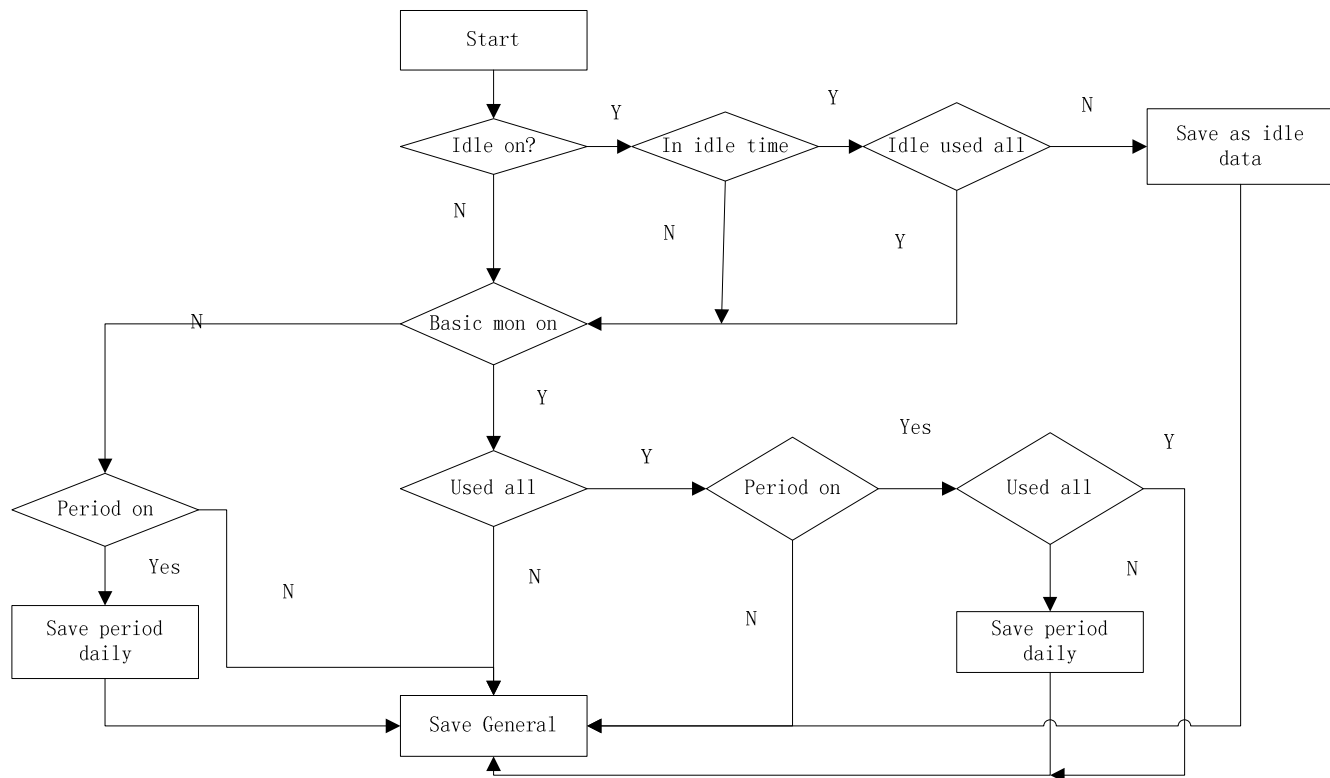 Start
Y
Y
N
Idle on?
In idle time
Idle used all
Save as idle
data
N
N
Y
N
Basic mon on
Y
Yes
Y
Y
Used all
Period on
Used all
Period on
Yes
N
N
N
N
Save period
daily
Save period
daily
Save General